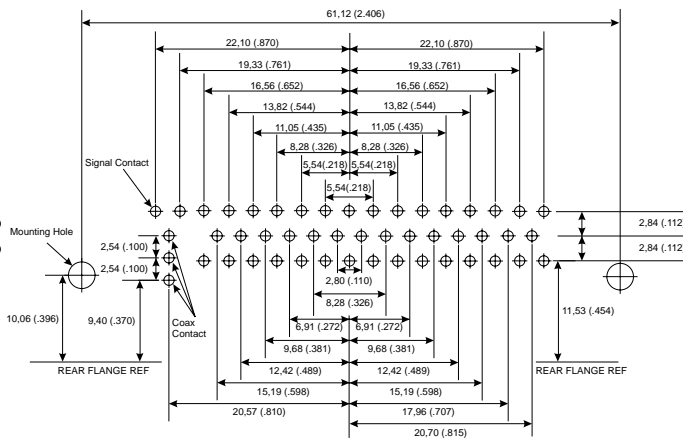 61,12 (2.406)
22,10 (.870) 22,10 (.870)
19,33 (.761) 19,33 (.761)
16,56 (.652) 16,56 (.652)
13,82 (.544) 13,82 (.544)
11,05 (.435) 11,05 (.435)
8,28 (.326) 8,28 (.326)
5,54(.218) 5,54(.218)
5,54(.218)
Signal Contact
Mounting Hole
2,54 (.100)
2,54 (.100)
2,84 (.112)
2,84 (.112)
10,06 (.396)
9,40 (.370)
Coax
Contact
11,53 (.454)
2,80 (.110)
8,28 (.326)
6,91 (.272) 6,91 (.272)
9,68 (.381) 9,68 (.381)
REAR FLANGE REF REAR FLANGE REF
12,42 (.489) 12,42 (.489)
15,19 (.598) 15,19 (.598)
20,57 (.810) 17,96 (.707)
20,70 (.815)